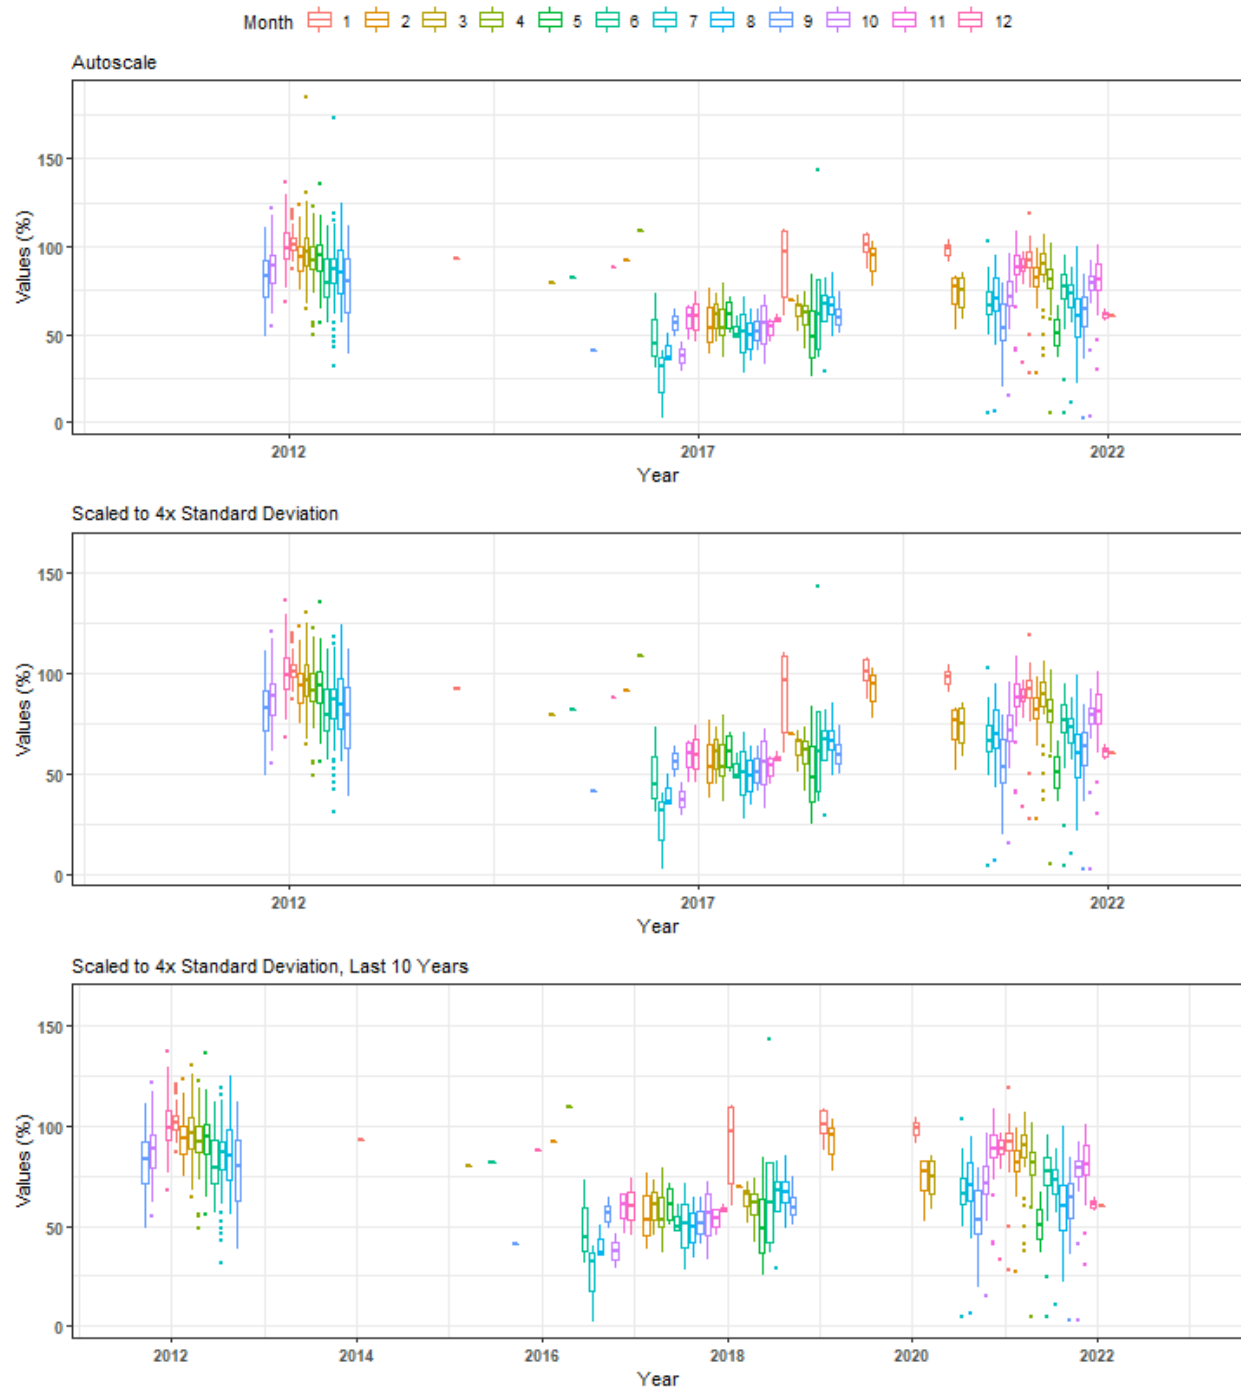 Month 1 2 3 4 5 6 7 8 9 10 11 12
Autoscale
Values (%)
150
100
50
0
2012 2017 2022
Year
Scaled to 4x Standard Deviation
Values (%)
150
100
50
0
2012 2017 2022
Year
Scaled to 4x Standard Deviation, Last 10 Years
Values (%)
150
100
50
0
2012 2014 2016 2018 2020 2022
Year